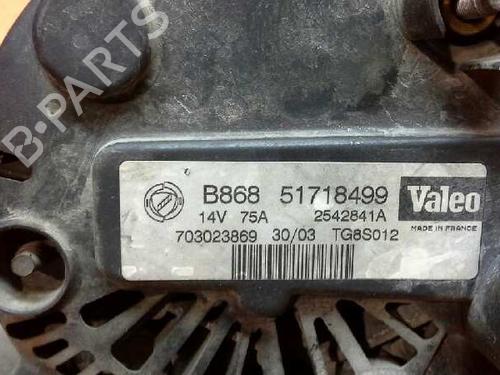 B-PARTS
B868 51718499
14V 75A 2542841A
703023869 30/03 TG8S012
Valeo
MADE IN FRANCE